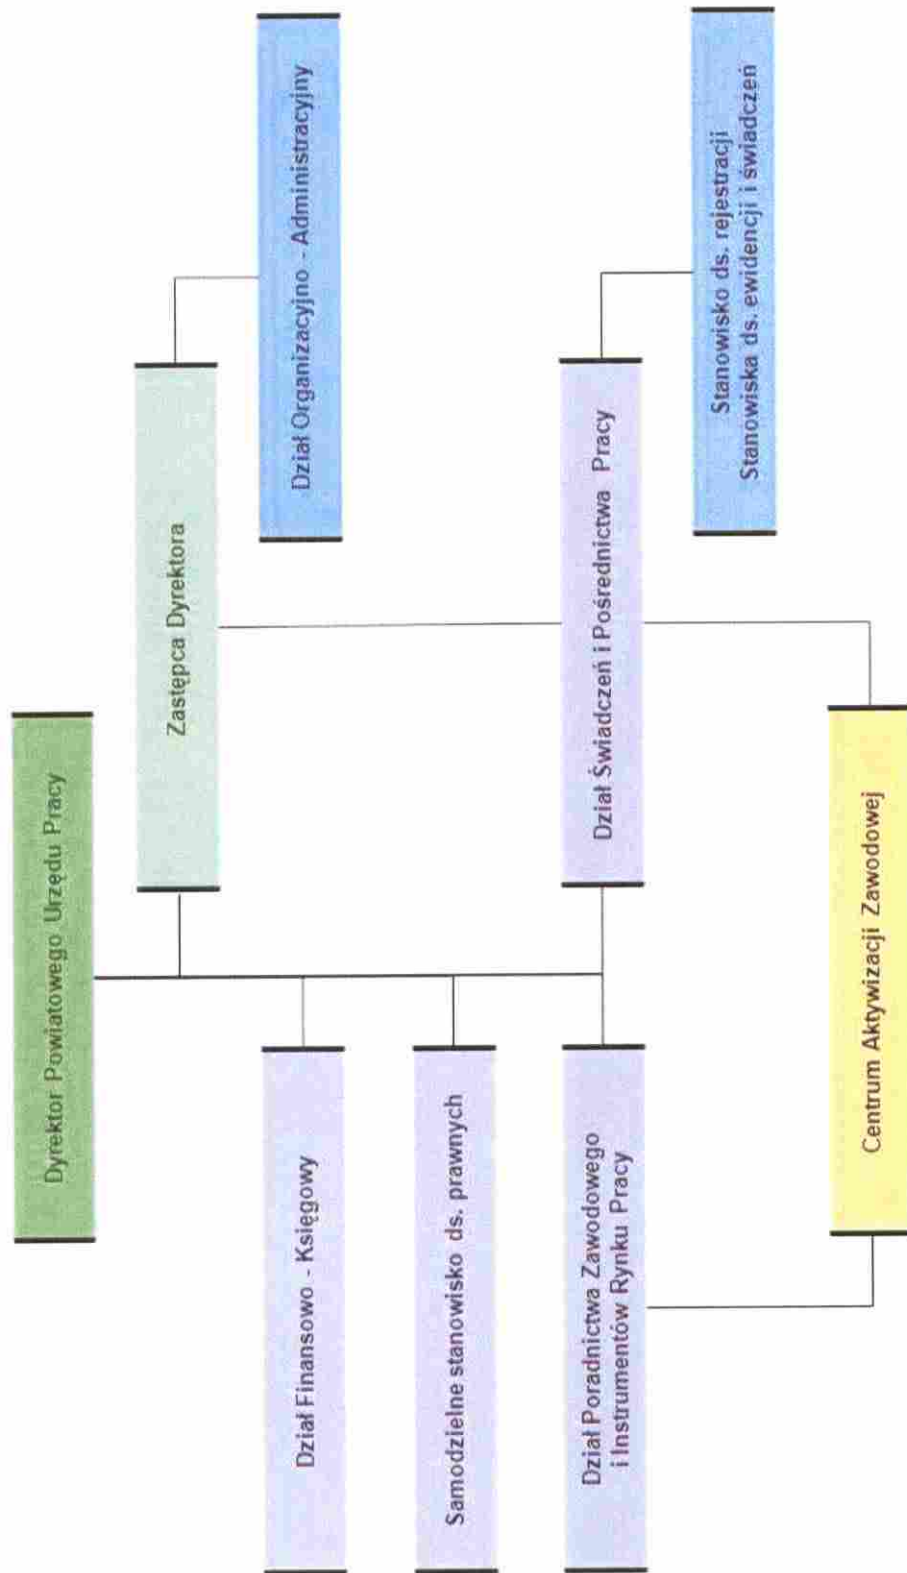 Dyrektor Powiatowego Urzędu Pracy
Zastępca Dyrektora
Dział Organizacyjno - Administracyjny
Dział Finansowo - Księgowy
Samodzielne stanowisko ds. prawnych
Dział Poradnictwa Zawodowego
i Instrumentów Rynku Pracy
Dział Świadczeń i Pośrednictwa Pracy
Stanowisko ds. rejestracji
Stanowiska ds. ewidencji i świadczeń
Centrum Aktywizacji Zawodowej